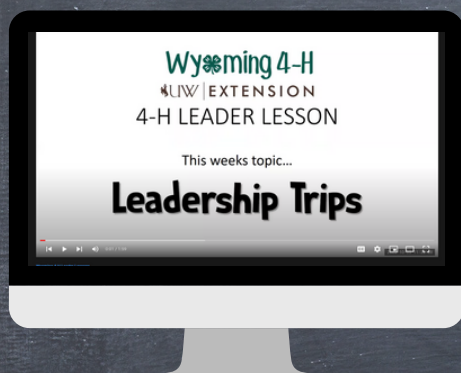 Wyoming 4-H
UW | EXTENSION
4-H LEADER LESSON
This weeks topic...
Leadership Trips